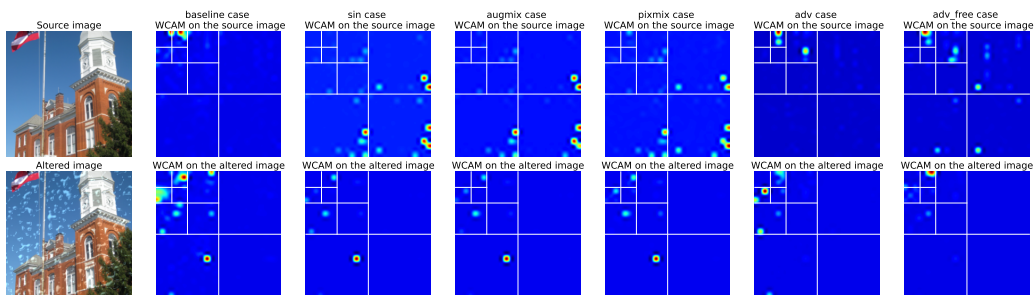 Source image
baseline case
WCAM on the source image
sin case
WCAM on the source image
augmix case
WCAM on the source image
pixmix case
WCAM on the source image
adv case
WCAM on the source image
adv_free case
WCAM on the source image
Altered image
WCAM on the altered image
WCAM on the altered image
WCAM on the altered image
WCAM on the altered image
WCAM on the altered image
WCAM on the altered image